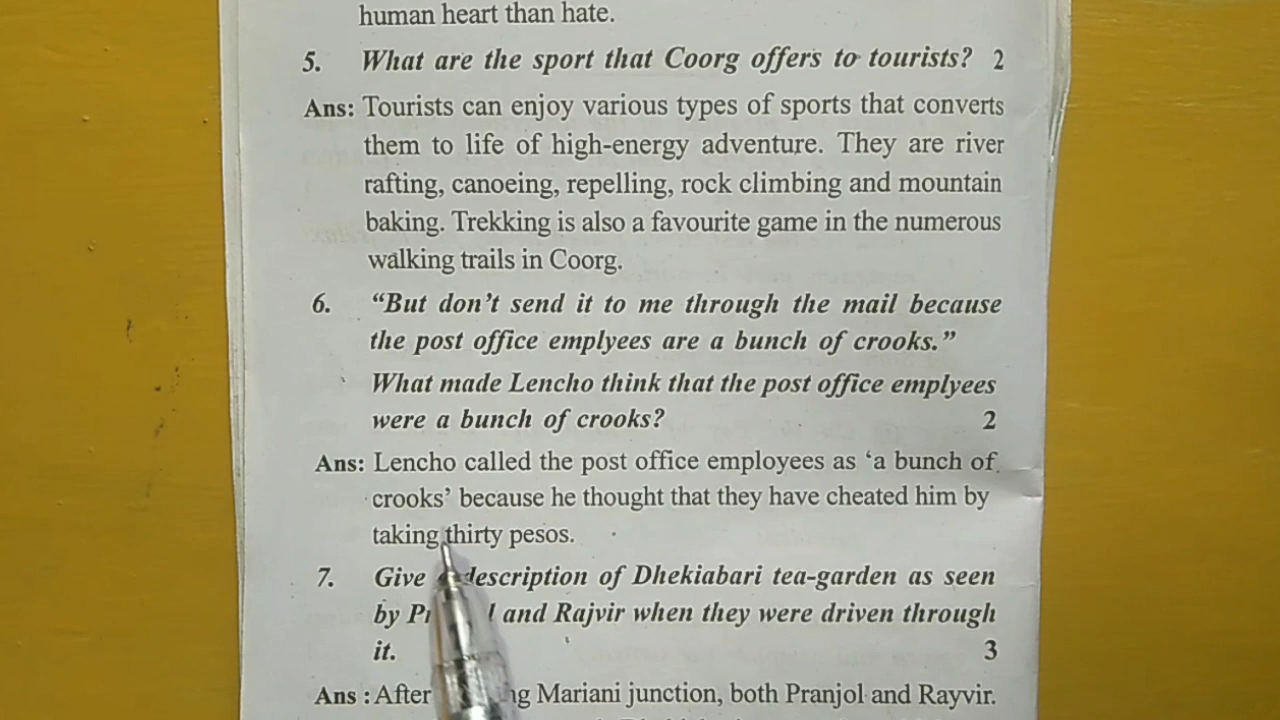 human heart than hate.
5. What are the sport that Coorg offers to tourists? 2
Ans: Tourists can enjoy various types of sports that converts
them to life of high-energy adventure. They are river
rafting, canoeing, repelling, rock climbing and mountain
baking. Trekking is also a favourite game in the numerous
walking trails in Coorg.
6. “But don’t send it to me through the mail because
the post office emplyees are a bunch of crooks.”
What made Lencho think that the post office emplyees
were a bunch of crooks? 2
Ans: Lencho called the post office employees as ‘a bunch of
crooks’ because he thought that they have cheated him by
taking thirty pesos.
7. Give description of Dhekiabari tea-garden as seen
by and Rajvir when they were driven through
it. 3
Ans : After Mariani junction, both Pranjol and Rayvir.